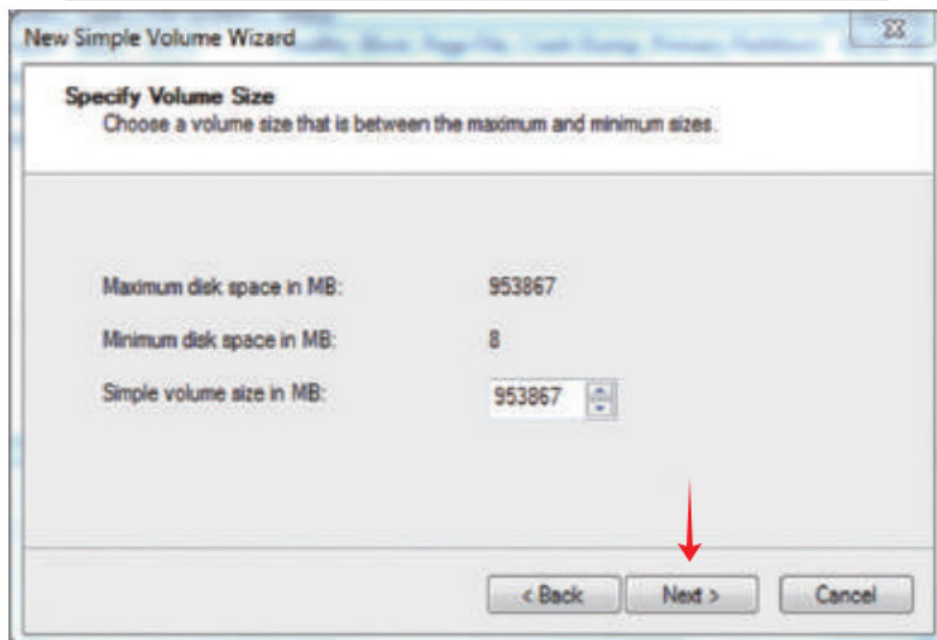 New Simple Volume Wizard
Specify Volume Size
Choose a volume size that is between the maximum and minimum sizes.
Maximum disk space in MB: 953867
Minimum disk space in MB: 8
Simple volume size in MB: 953867
< Back Next > Cancel